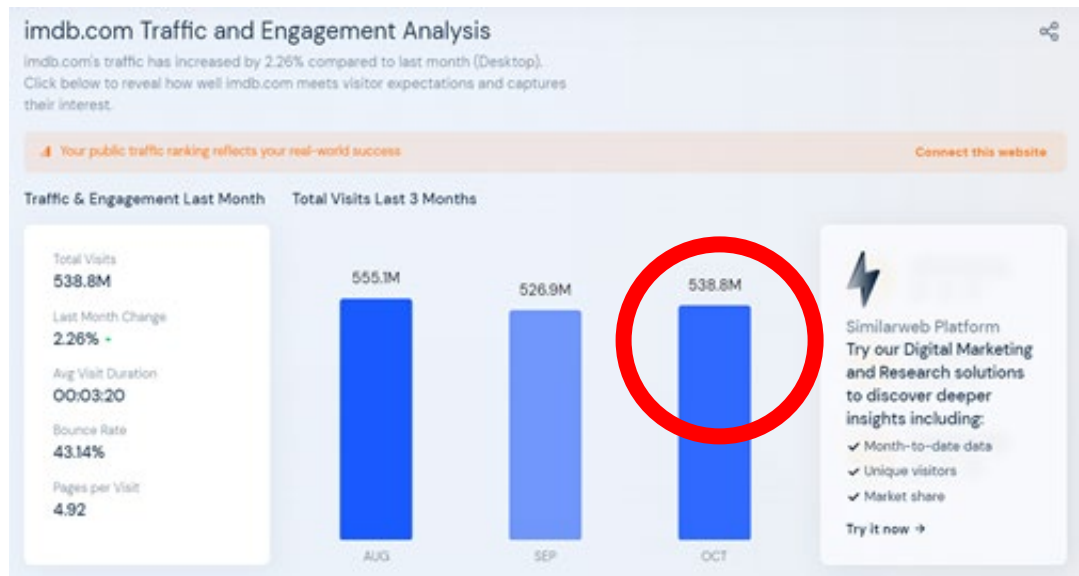 imdb.com Traffic and Engagement Analysis
imdb.com's traffic has increased by 2.26% compared to last month (Desktop).
Click below to reveal how well imdb.com meets visitor expectations and captures
their interest.
Your public traffic ranking reflects your real-world success
Connect this website
Traffic & Engagement Last Month
Total Visits Last 3 Months
Total Visits
538.8M
Last Month Change
2.26%
Avg Visit Duration
00:03:20
Bounce Rate
43.14%
Pages per Visit
4.92
555.1M
526.9M
538.8M
AUG
SEP
OCT
Similarweb Platform
Try our Digital Marketing
and Research solutions
to discover deeper
insights including:
✓ Month-to-date data
✓ Unique visitors
✓ Market share
Try it now →